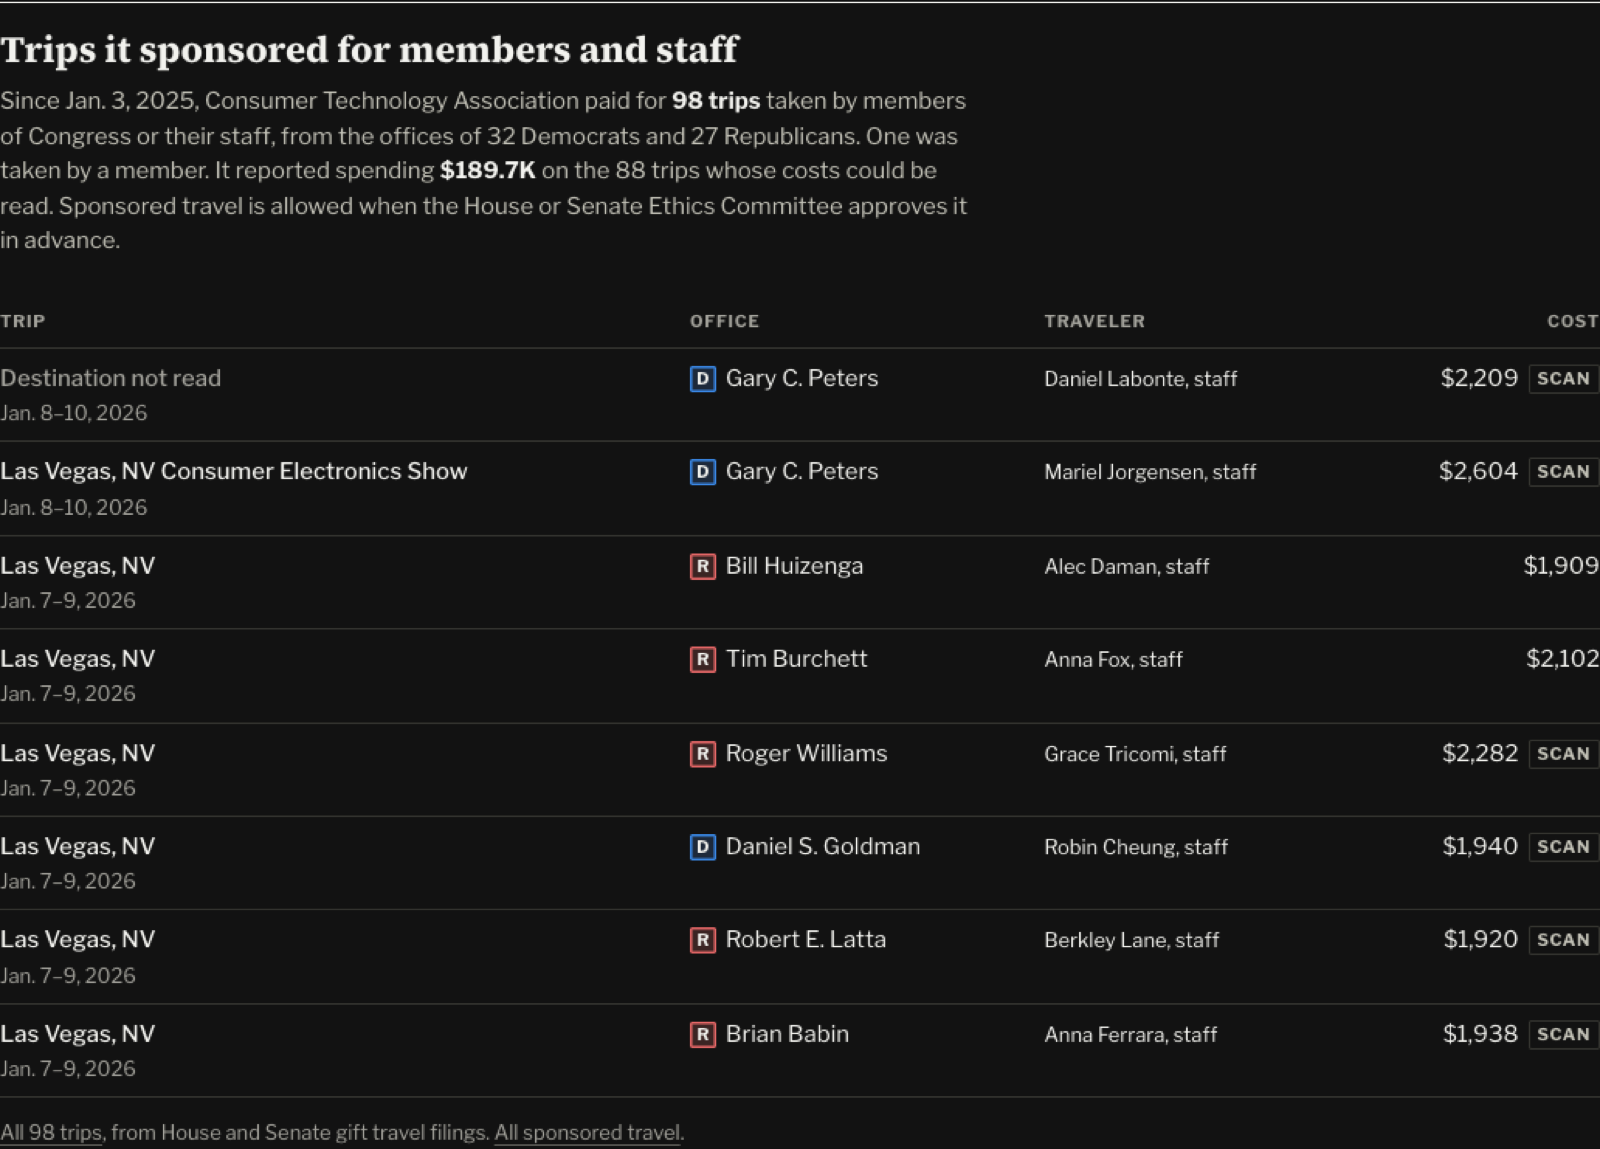 Trips it sponsored for members and staff
Since Jan. 3, 2025, Consumer Technology Association paid for 98 trips taken by members
of Congress or their staff, from the offices of 32 Democrats and 27 Republicans. One was
taken by a member. It reported spending $189.7K on the 88 trips whose costs could be
read. Sponsored travel is allowed when the House or Senate Ethics Committee approves it
in advance.
TRIP OFFICE TRAVELER COST
Destination not read D Gary C. Peters Daniel Labonte, staff $2,209 SCAN
Jan. 8–10, 2026
Las Vegas, NV Consumer Electronics Show D Gary C. Peters Mariel Jorgensen, staff $2,604 SCAN
Jan. 8–10, 2026
Las Vegas, NV R Bill Huizenga Alec Daman, staff $1,909
Jan. 7–9, 2026
Las Vegas, NV R Tim Burchett Anna Fox, staff $2,102
Jan. 7–9, 2026
Las Vegas, NV R Roger Williams Grace Tricomi, staff $2,282 SCAN
Jan. 7–9, 2026
Las Vegas, NV D Daniel S. Goldman Robin Cheung, staff $1,940 SCAN
Jan. 7–9, 2026
Las Vegas, NV R Robert E. Latta Berkley Lane, staff $1,920 SCAN
Jan. 7–9, 2026
Las Vegas, NV R Brian Babin Anna Ferrara, staff $1,938 SCAN
Jan. 7–9, 2026
All 98 trips, from House and Senate gift travel filings. All sponsored travel.